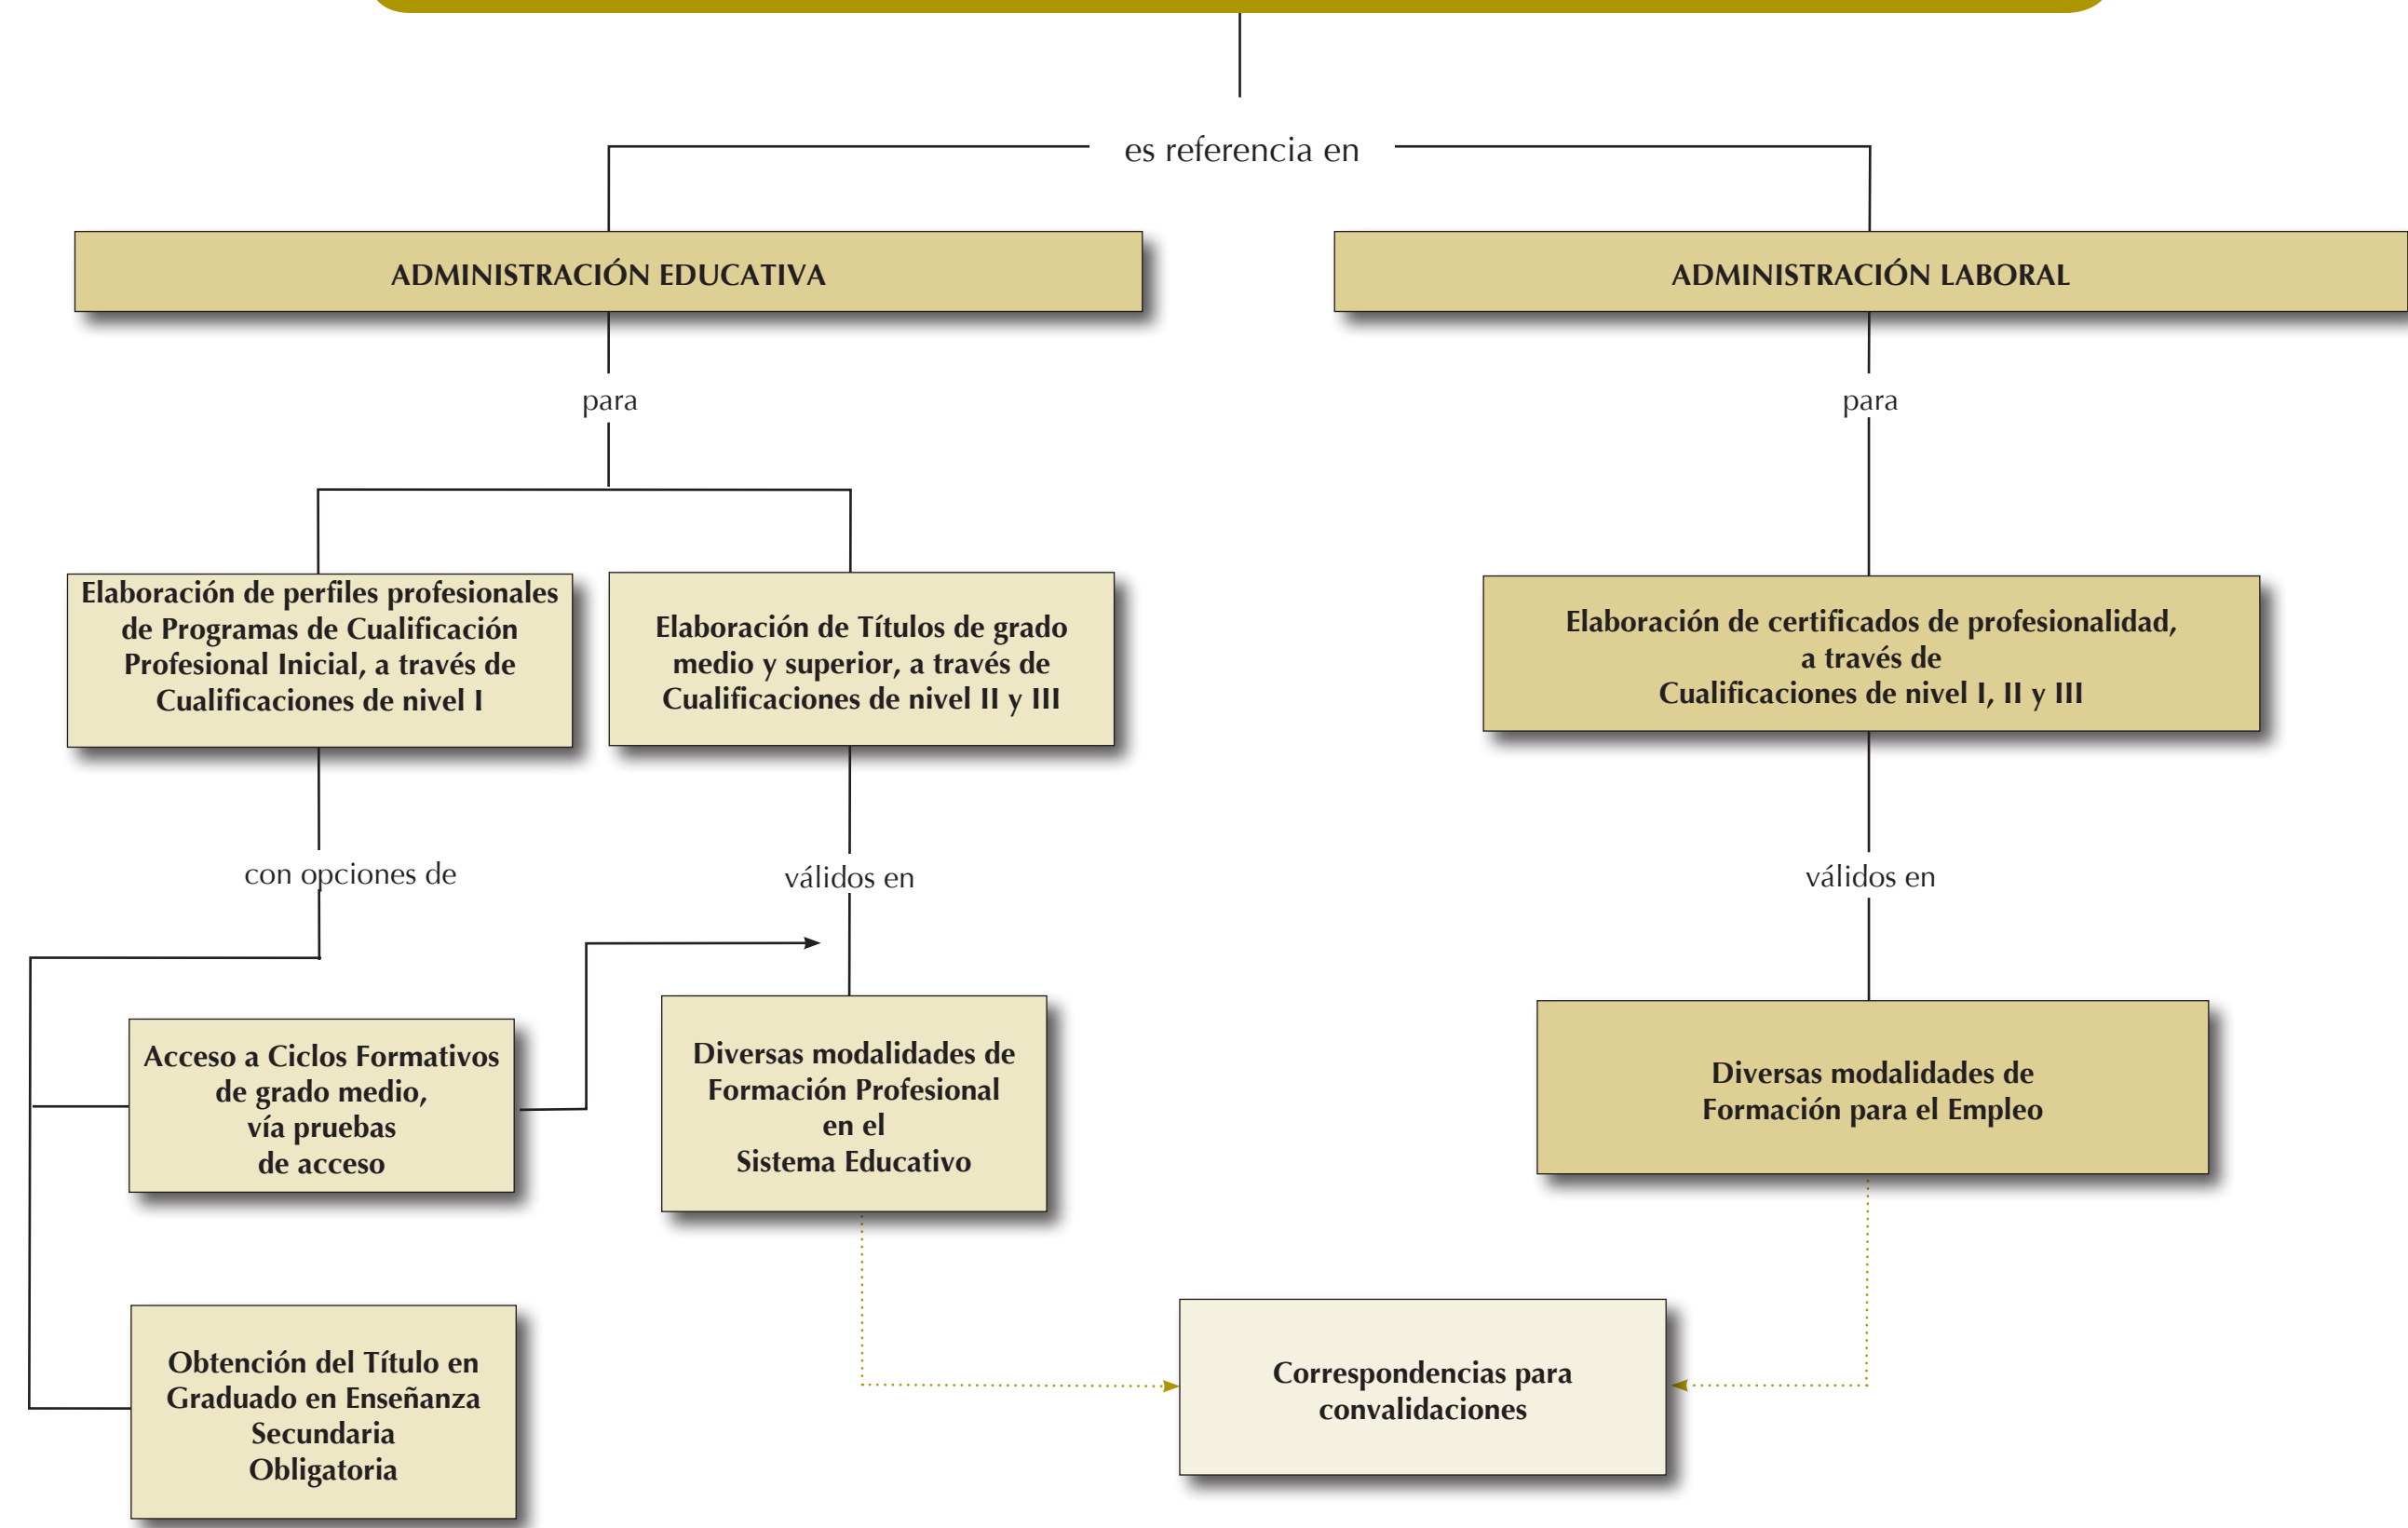 es referencia en
ADMINISTRACIÓN EDUCATIVA
ADMINISTRACIÓN LABORAL
para
para
Elaboración de perfiles profesionales
de Programas de Cualificación
Profesional Inicial, a través de
Cualificaciones de nivel I
Elaboración de Títulos de grado
medio y superior, a través de
Cualificaciones de nivel II y III
Elaboración de certificados de profesionalidad,
a través de
Cualificaciones de nivel I, II y III
con opciones de
válidos en
válidos en
Acceso a Ciclos Formativos
de grado medio,
vía pruebas
de acceso
Diversas modalidades de
Formación Profesional
en el
Sistema Educativo
Diversas modalidades de
Formación para el Empleo
Obtención del Título en
Graduado en Enseñanza
Secundaria
Obligatoria
Correspondencias para
convalidaciones